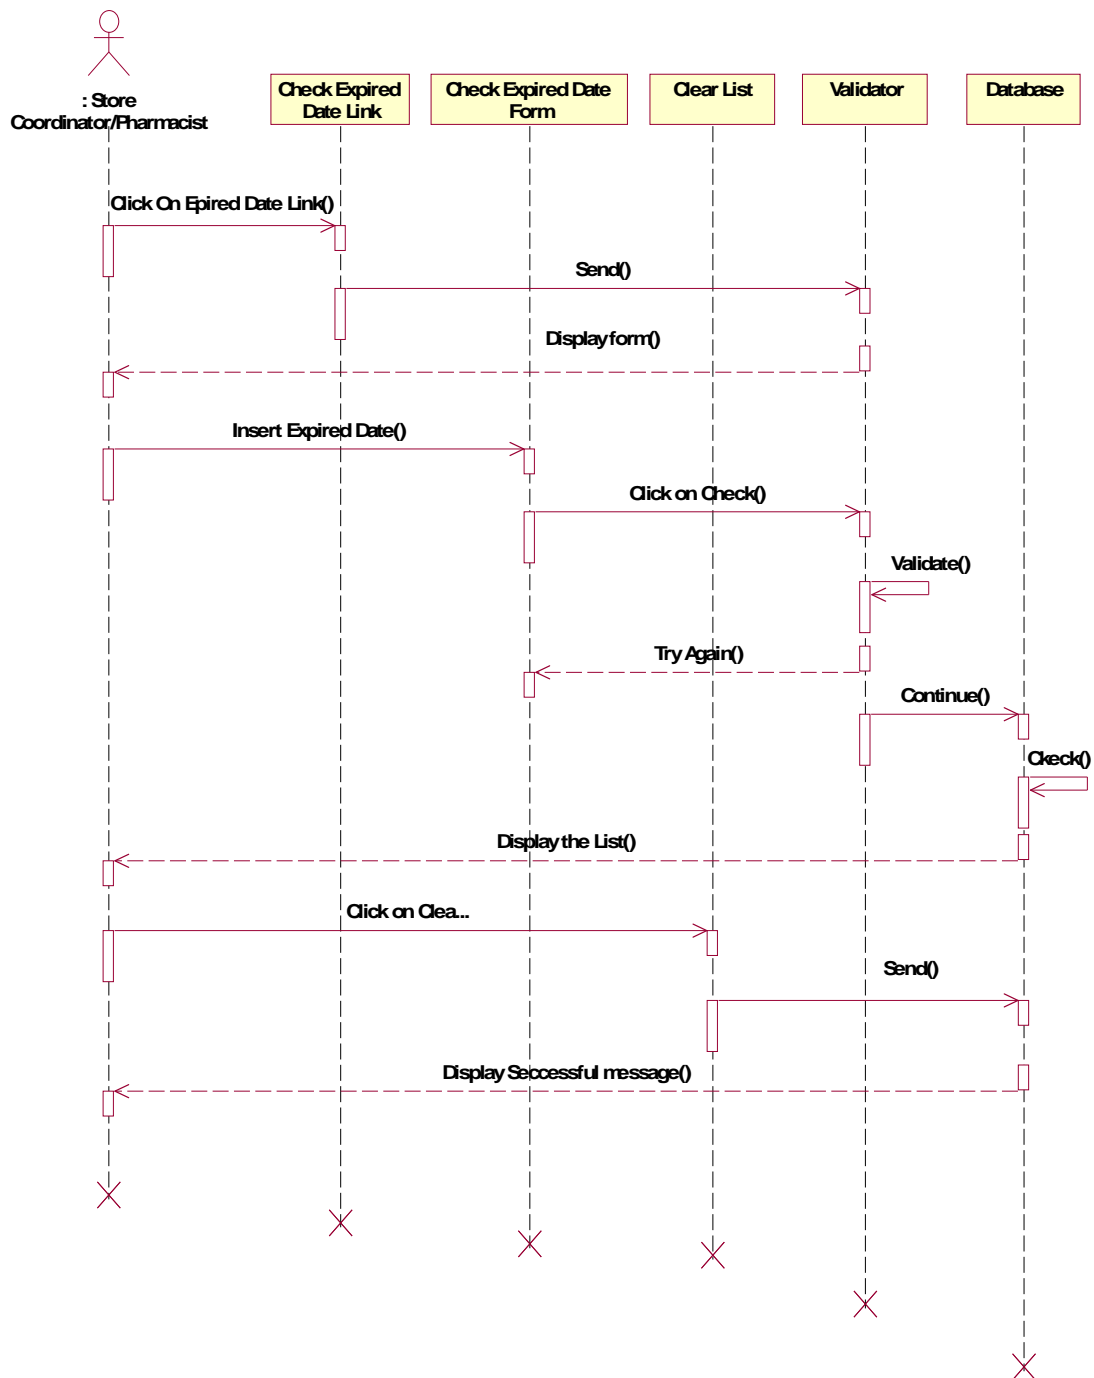 : Store
Coordinator/Pharmacist
Check Expired
Date Link
Check Expired Date
Form
Clear List
Validator
Database
Click On Epired Date Link()
Send()
Display form()
Insert Expired Date()
Click on Check()
Validate()
Try Again()
Continue()
Ckeck()
Display the List()
Click on Clea...
Send()
Display Seccessful message()